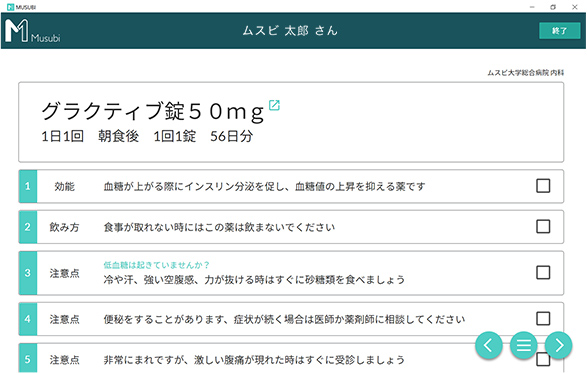 MUSUBI
Musubi
ムスビ 太郎 さん
終了
ムスビ大学総合病院 内科
グラクティブ錠５０ｍｇ
1日1回 朝食後 1回1錠 56日分
1 効能 血糖が上がる際にインスリン分泌を促し、血糖値の上昇を抑える薬です
2 飲み方 食事が取れない時にはこの薬は飲まないでください
低血糖は起きていませんか？
3 注意点 冷や汗、強い空腹感、力が抜ける時はすぐに砂糖類を食べましょう
4 注意点 便秘をすることがあります、症状が続く場合は医師か薬剤師に相談してください
5 注意点 非常にまれですが、激しい腹痛が現れた時はすぐに受診しましょう